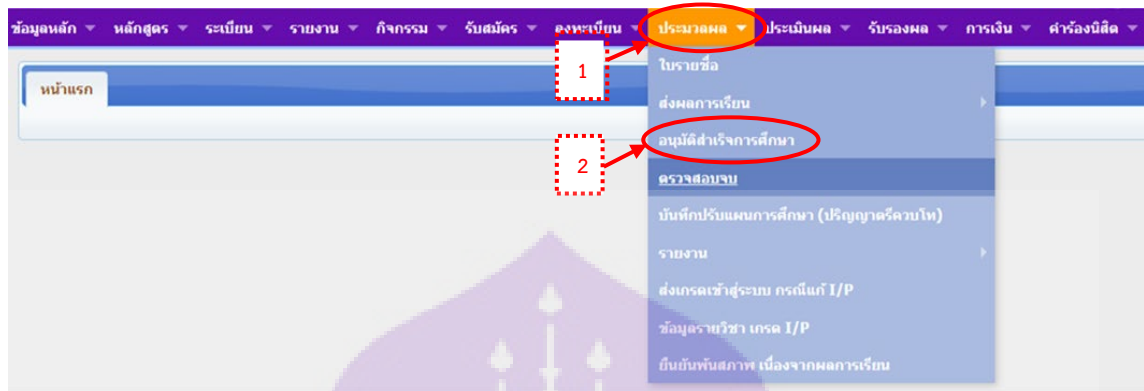 ข้อมูลหลัก หลักสูตร ระเบียน รายงาน กิจกรรม รับสมัคร ลงทะเบียน ประมวลผล ประเมินผล รับรองผล การเงิน คำร้องนิสิต
1
ใบรายชื่อ
หน้าแรก
ส่งผลการเรียน
อนุมัติสำเร็จการศึกษา
2
ตรวจสอบจบ
บันทึกปรับแผนการศึกษา (ปริญญาตรีควบโท)
รายงาน
ส่งเกรดเข้าสู่ระบบ กรณีแก้ I/P
ข้อมูลรายวิชา เกรด I/P
ยืนยันพ้นสภาพ เนื่องจากผลการเรียน